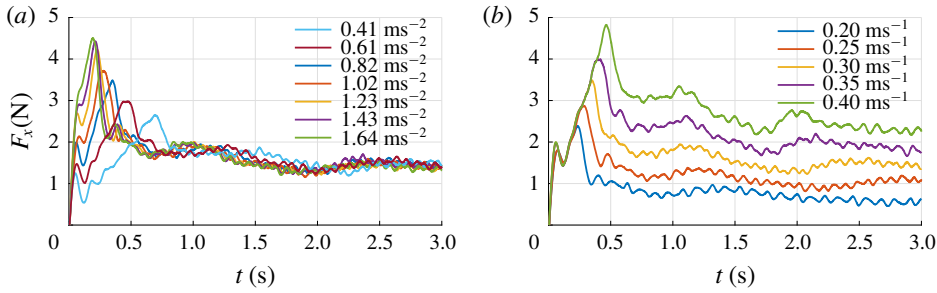 (a)
5
4
3
2
1
0
0.5
1.0
1.5
2.0
2.5
3.0
F_x(N)
t (s)
0.41 ms⁻²
0.61 ms⁻²
0.82 ms⁻²
1.02 ms⁻²
1.23 ms⁻²
1.43 ms⁻²
1.64 ms⁻²
(b)
5
4
3
2
1
0
0.5
1.0
1.5
2.0
2.5
3.0
t (s)
0.20 ms⁻¹
0.25 ms⁻¹
0.30 ms⁻¹
0.35 ms⁻¹
0.40 ms⁻¹